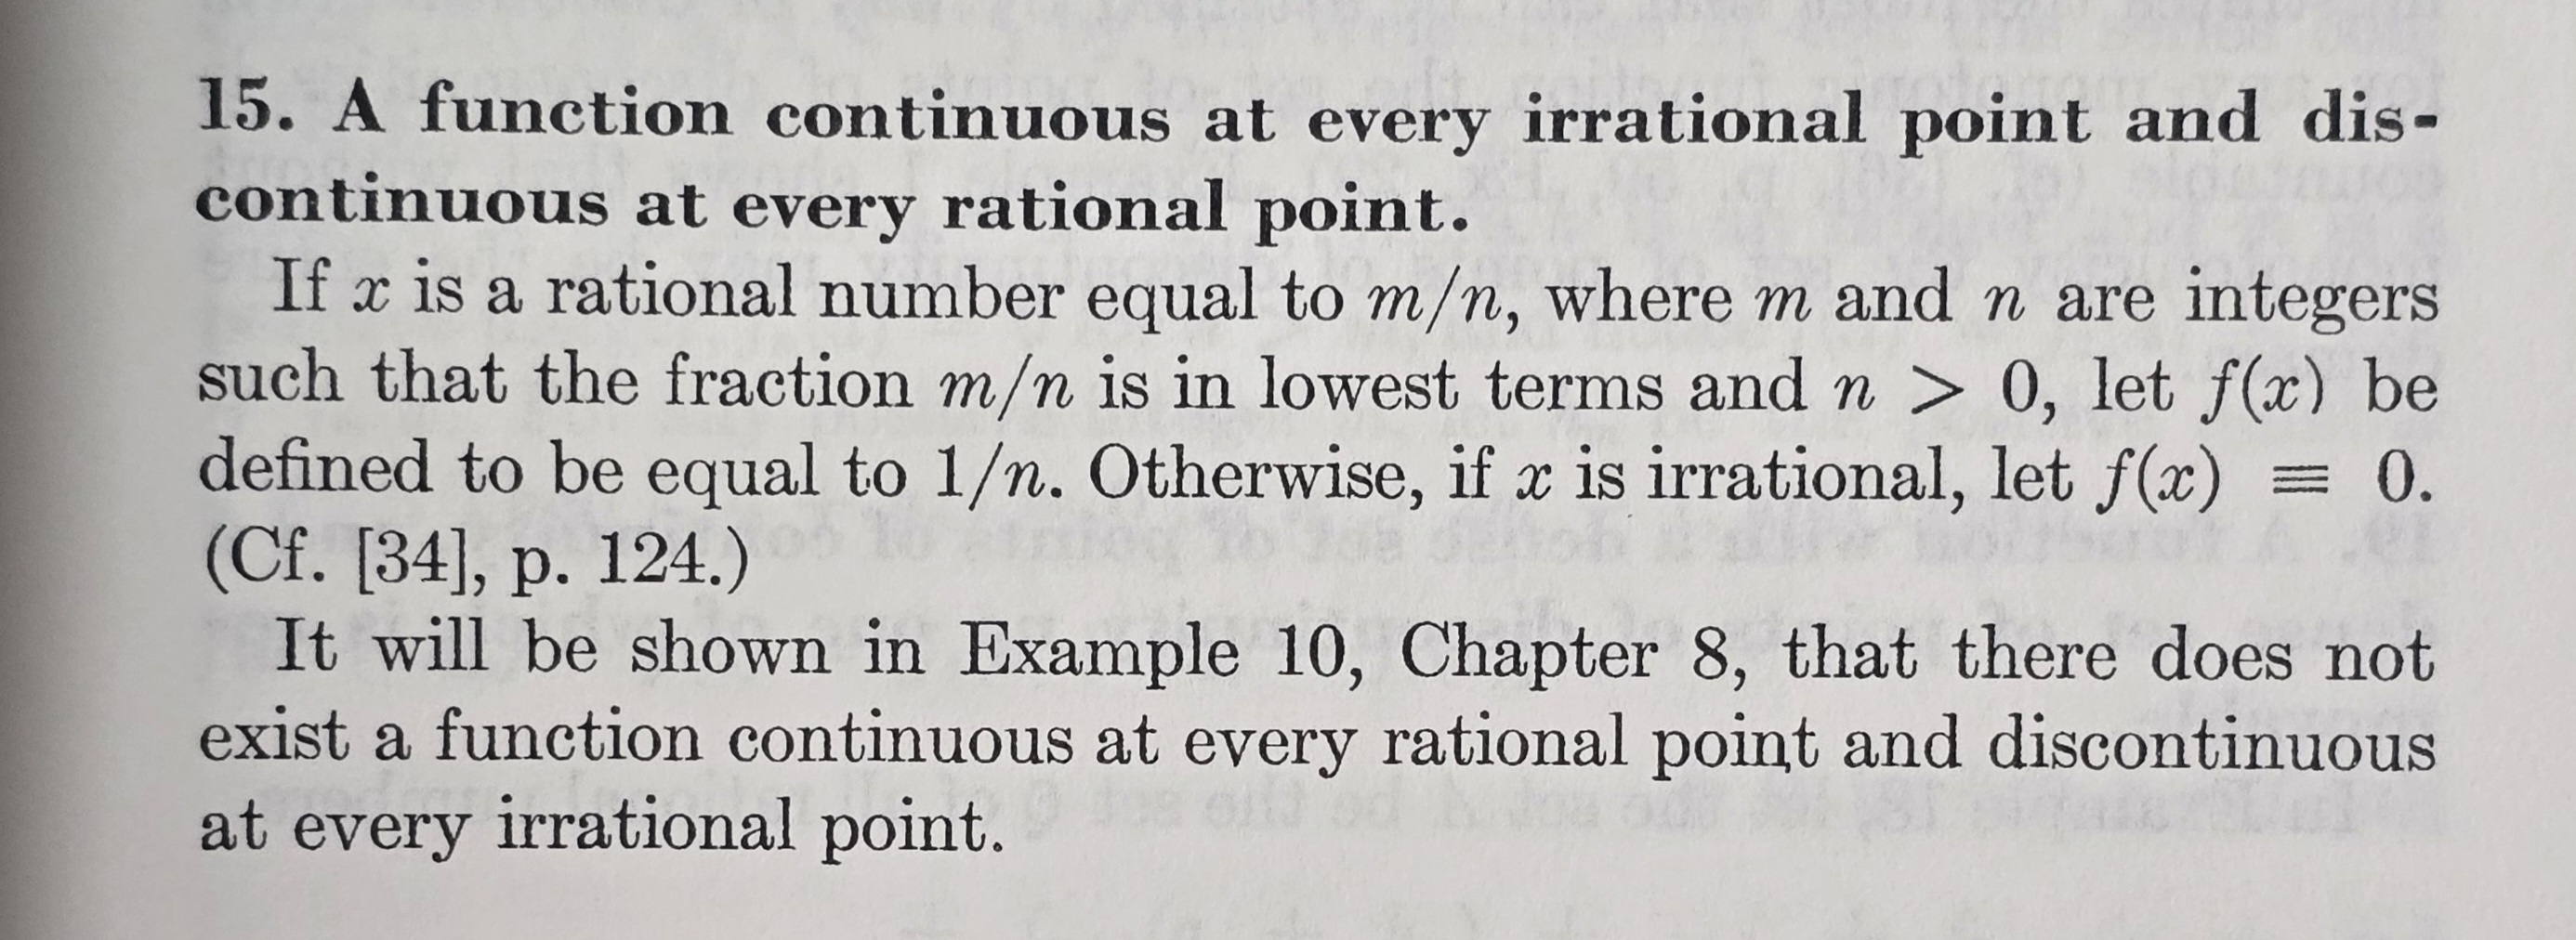 15. A function continuous at every irrational point and dis-
continuous at every rational point.
If x is a rational number equal to m/n, where m and n are integers
such that the fraction m/n is in lowest terms and n > 0, let f(x) be
defined to be equal to 1/n. Otherwise, if x is irrational, let f(x) ≡ 0.
(Cf. [34], p. 124.)
It will be shown in Example 10, Chapter 8, that there does not
exist a function continuous at every rational point and discontinuous
at every irrational point.